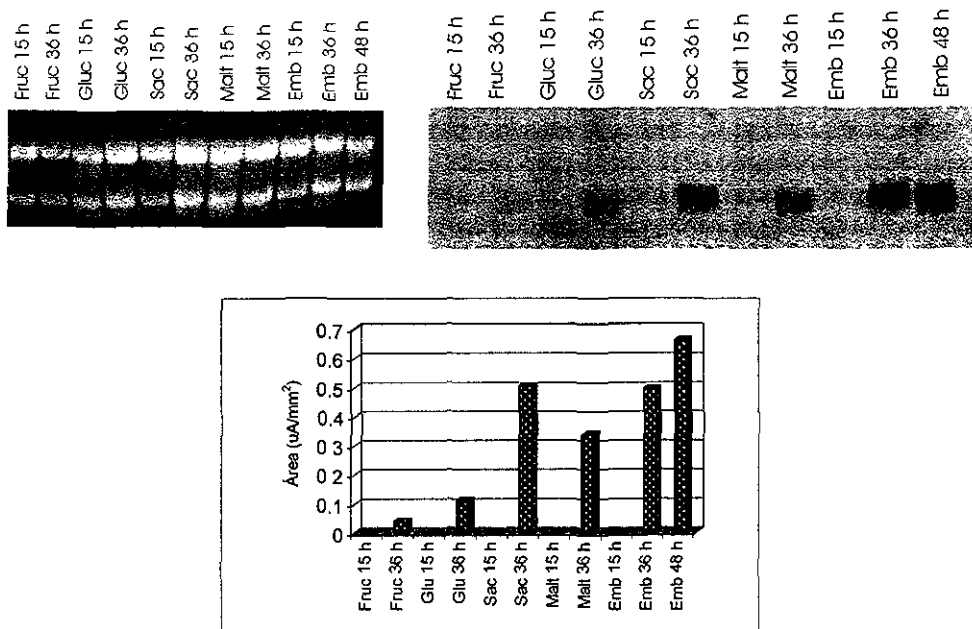 Fruc 15 h
Fruc 36 h
Gluc 15 h
Gluc 36 h
Sac 15 h
Sac 36 h
Malt 15 h
Malt 36 h
Emb 15 h
Emb 36 h
Emb 48 h
Fruc 15 h
Fruc 36 h
Gluc 15 h
Gluc 36 h
Sac 15 h
Sac 36 h
Malt 15 h
Malt 36 h
Emb 15 h
Emb 36 h
Emb 48 h
Área (uA/mm²)
0.7
0.6
0.5
0.4
0.3
0.2
0.1
0
Fruc 15 h
Fruc 36 h
Glu 15 h
Glu 36 h
Sac 15 h
Sac 36 h
Malt 15 h
Malt 36 h
Emb 15 h
Emb 36 h
Emb 48 h